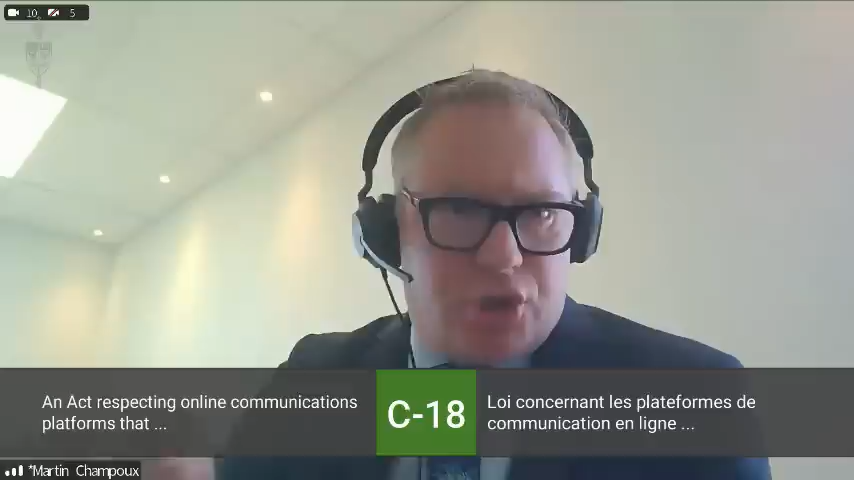 10 5
An Act respecting online communications
platforms that ...
C-18
Loi concernant les plateformes de
communication en ligne ...
*Martin Champoux